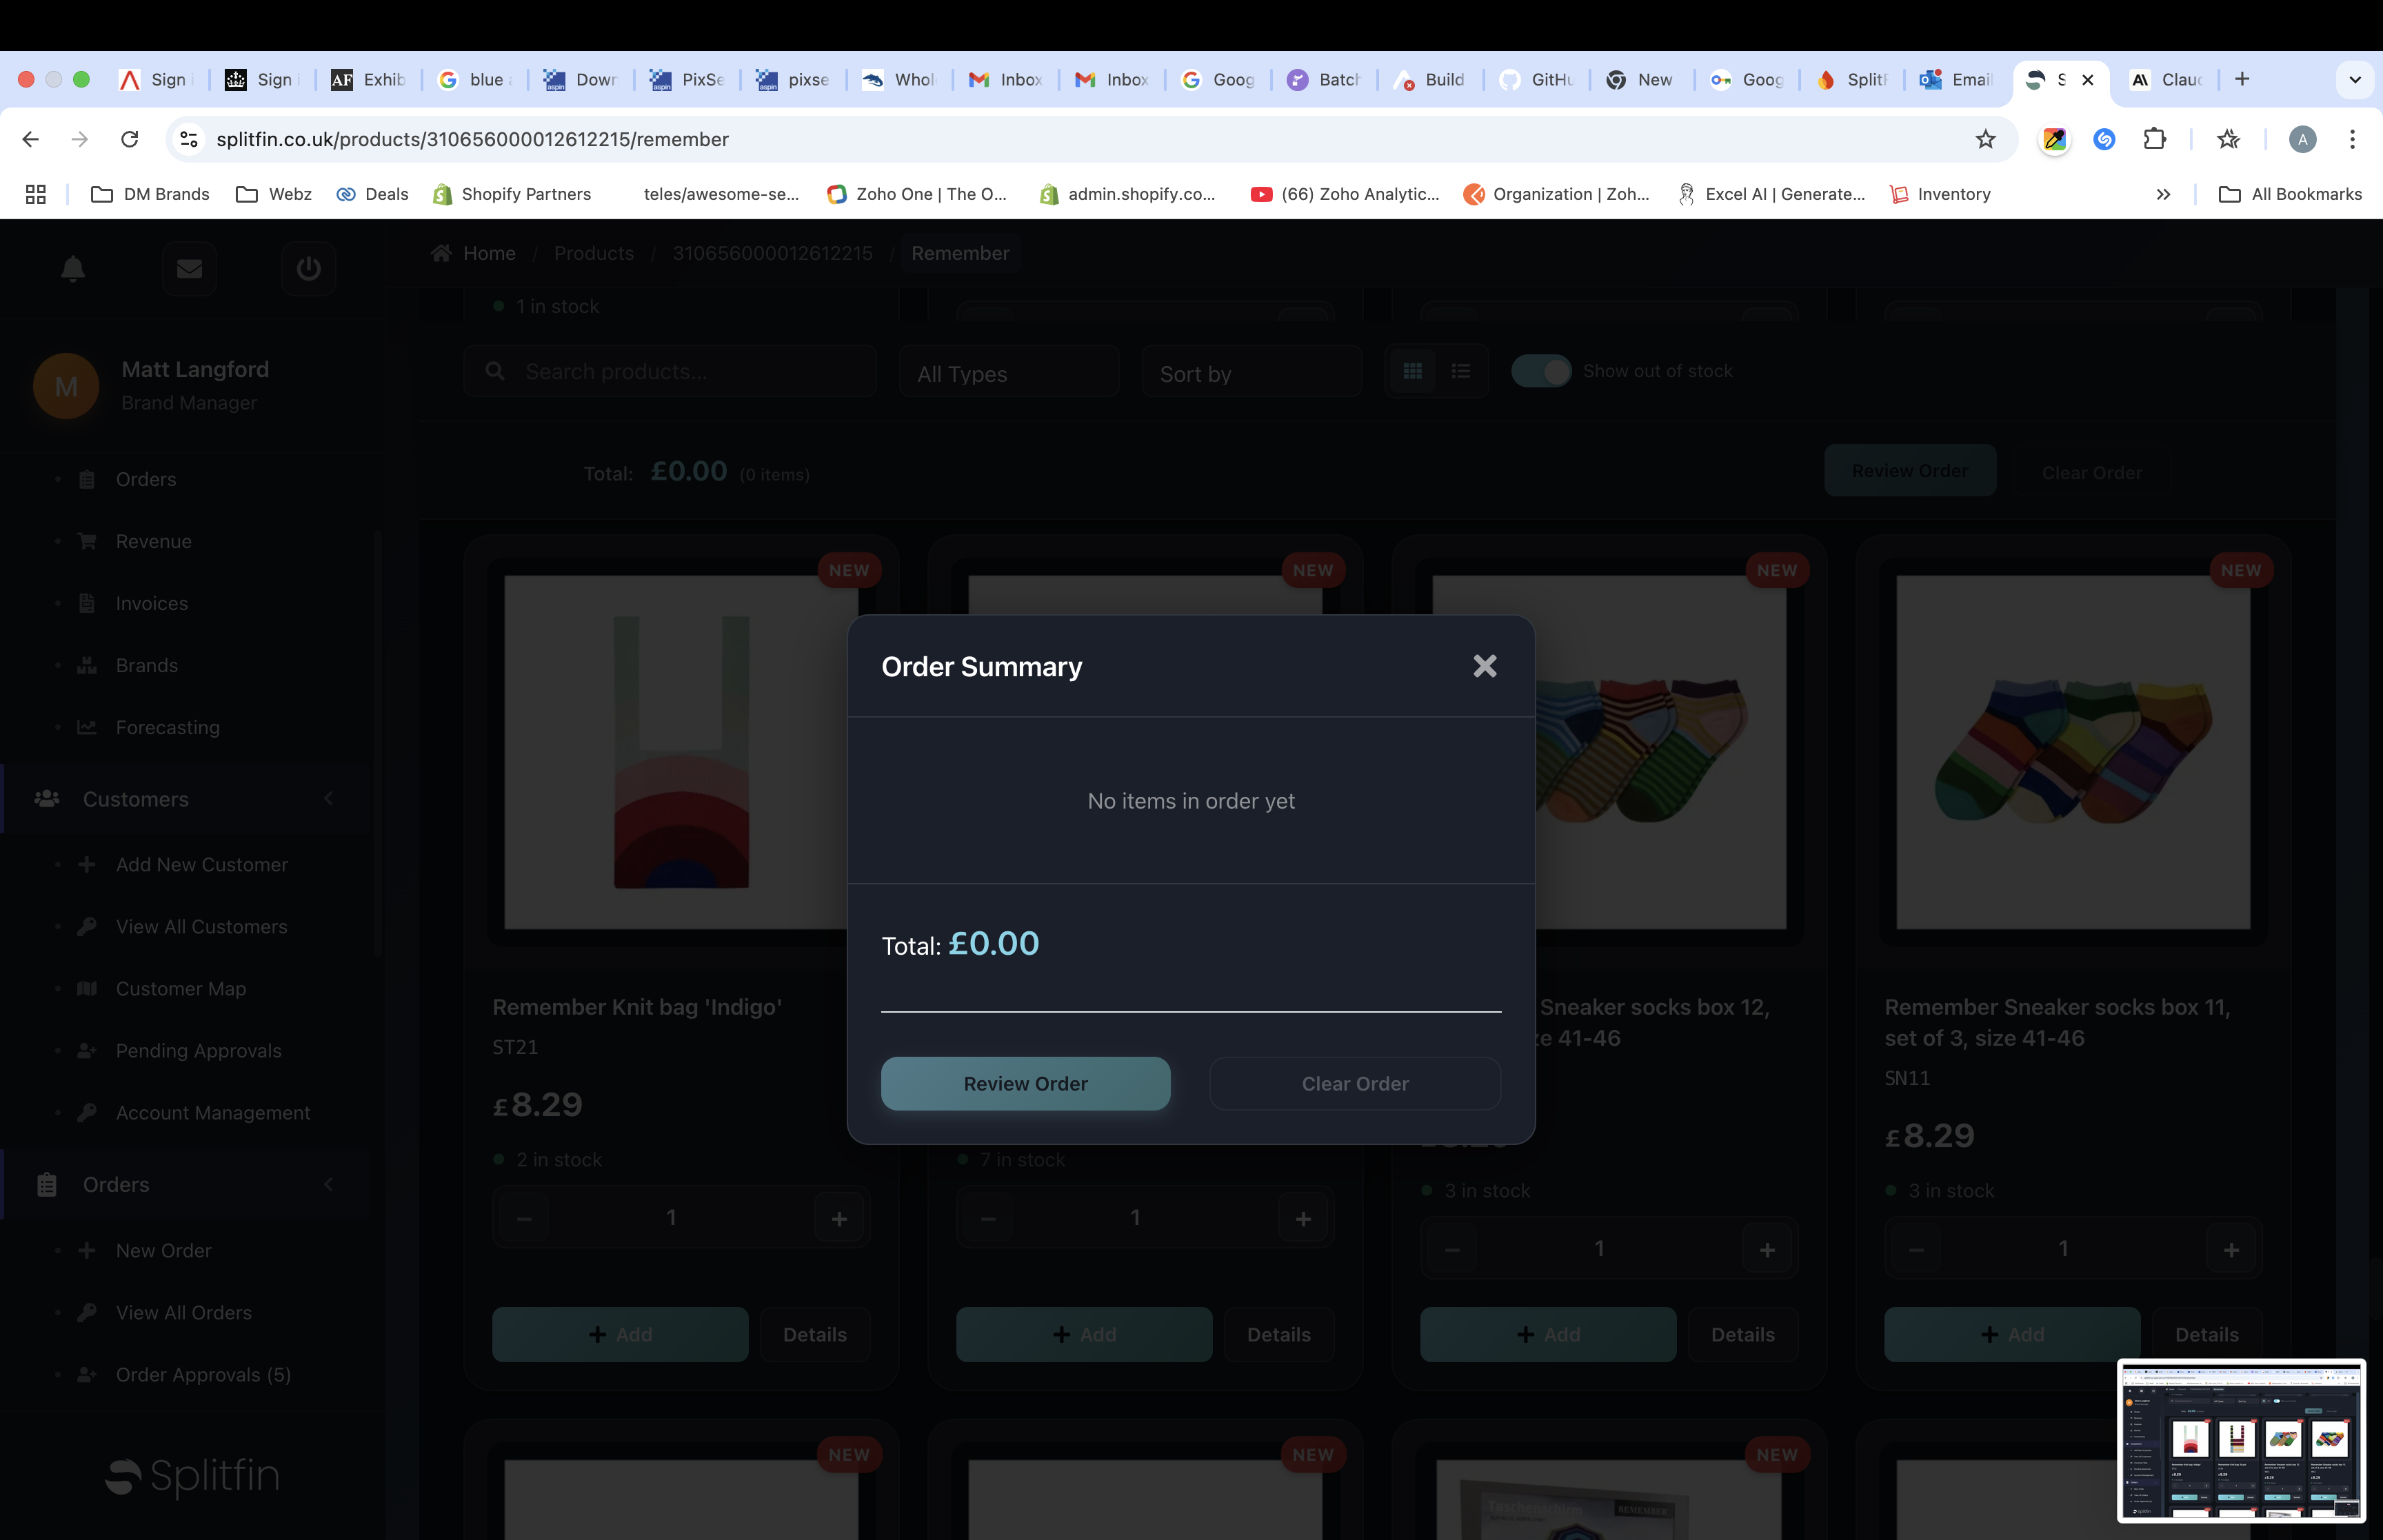 Sign i
Sign i
AF Exhib
blue a
Down
PixSe
pixse
Whol
Inbox
Inbox
Goog
Batch
Build
GitHu
New
Goog
SplitF
Email
S
Claud
splitfin.co.uk/products/310656000012612215/remember
A
DM Brands
Webz
Deals
Shopify Partners
teles/awesome-se...
Zoho One | The O...
admin.shopify.co...
(66) Zoho Analytic...
Organization | Zoh...
Excel AI | Generate...
Inventory
All Bookmarks
Home / Products / 310656000012612215 / Remember
M
Matt Langford
Brand Manager
Orders
Revenue
Invoices
Brands
Forecasting
Customers
Add New Customer
View All Customers
Customer Map
Pending Approvals
Account Management
Orders
New Order
View All Orders
Order Approvals (5)
Splitfin
1 in stock
Search products...
All Types
Sort by
Show out of stock
Total: £0.00 (0 items)
Review Order
Clear Order
NEW
NEW
NEW
NEW
Order Summary
No items in order yet
Total: £0.00
Review Order
Clear Order
Remember Knit bag 'Indigo'
ST21
£8.29
2 in stock
1
Add
Details
7 in stock
1
Add
Details
Sneaker socks box 12,
ze 41-46
3 in stock
1
Add
Details
Remember Sneaker socks box 11,
set of 3, size 41-46
SN11
£8.29
3 in stock
1
Add
Details
NEW
NEW
NEW
Taschenschirm
REMEMBER